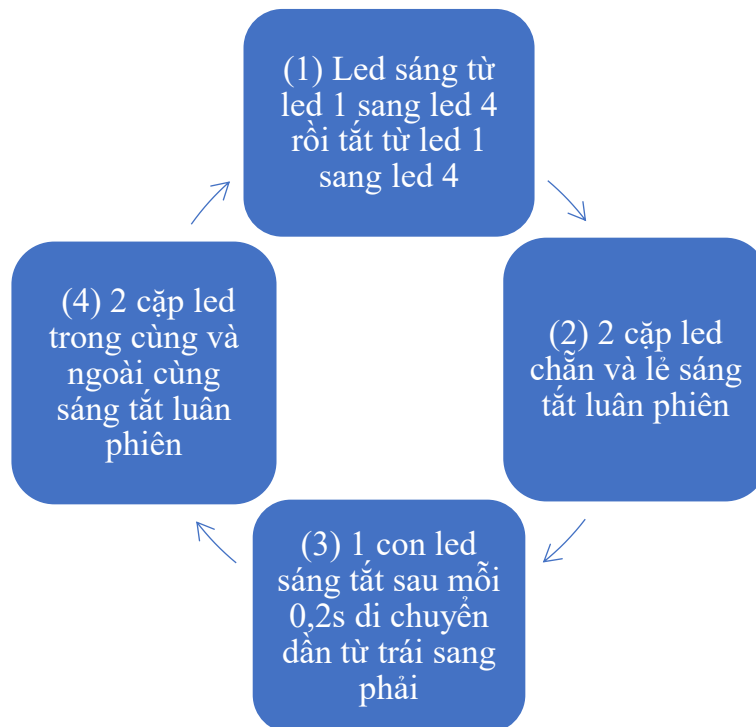 (1) Led sáng từ
led 1 sang led 4
rồi tắt từ led 1
sang led 4
(2) 2 cặp led
chẵn và lẻ sáng
tắt luân phiên
(3) 1 con led
sáng tắt sau mỗi
0,2s di chuyển
dần từ trái sang
phải
(4) 2 cặp led
trong cùng và
ngoài cùng
sáng tắt luân
phiên